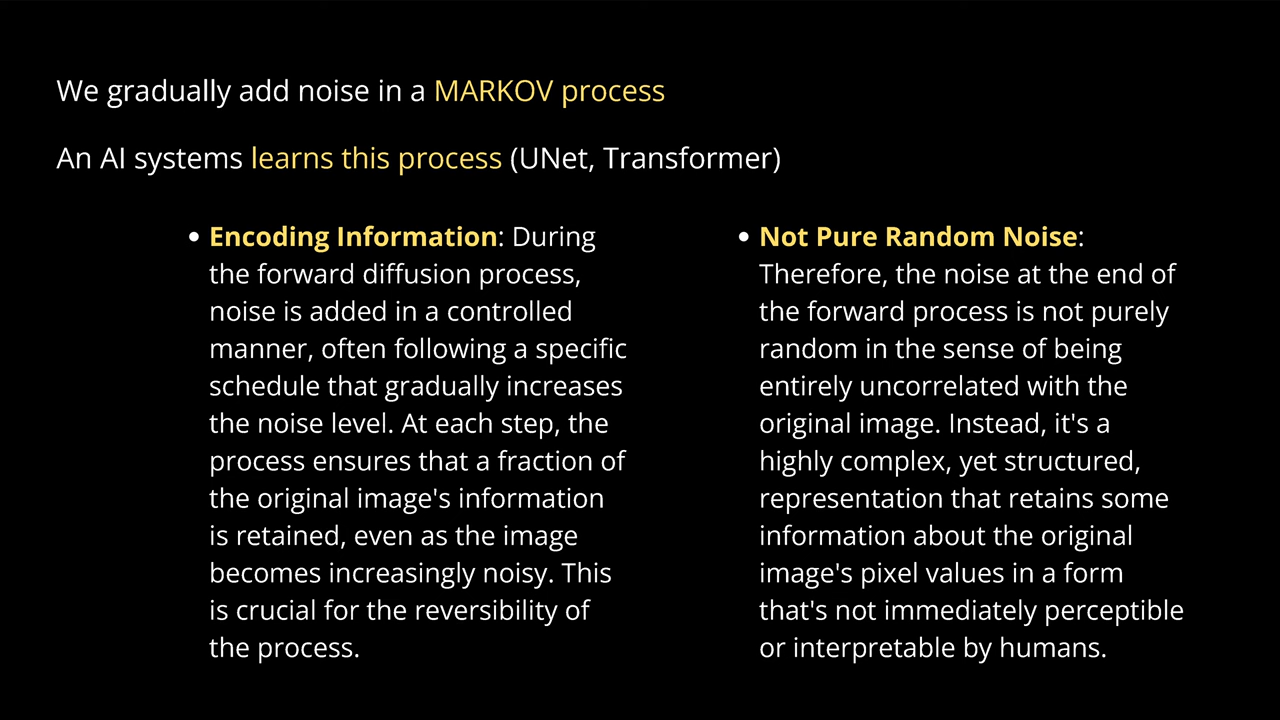 We gradually add noise in a MARKOV process
An AI systems learns this process (UNet, Transformer)
• Encoding Information: During
the forward diffusion process,
noise is added in a controlled
manner, often following a specific
schedule that gradually increases
the noise level. At each step, the
process ensures that a fraction of
the original image's information
is retained, even as the image
becomes increasingly noisy. This
is crucial for the reversibility of
the process.
• Not Pure Random Noise:
Therefore, the noise at the end of
the forward process is not purely
random in the sense of being
entirely uncorrelated with the
original image. Instead, it's a
highly complex, yet structured,
representation that retains some
information about the original
image's pixel values in a form
that's not immediately perceptible
or interpretable by humans.